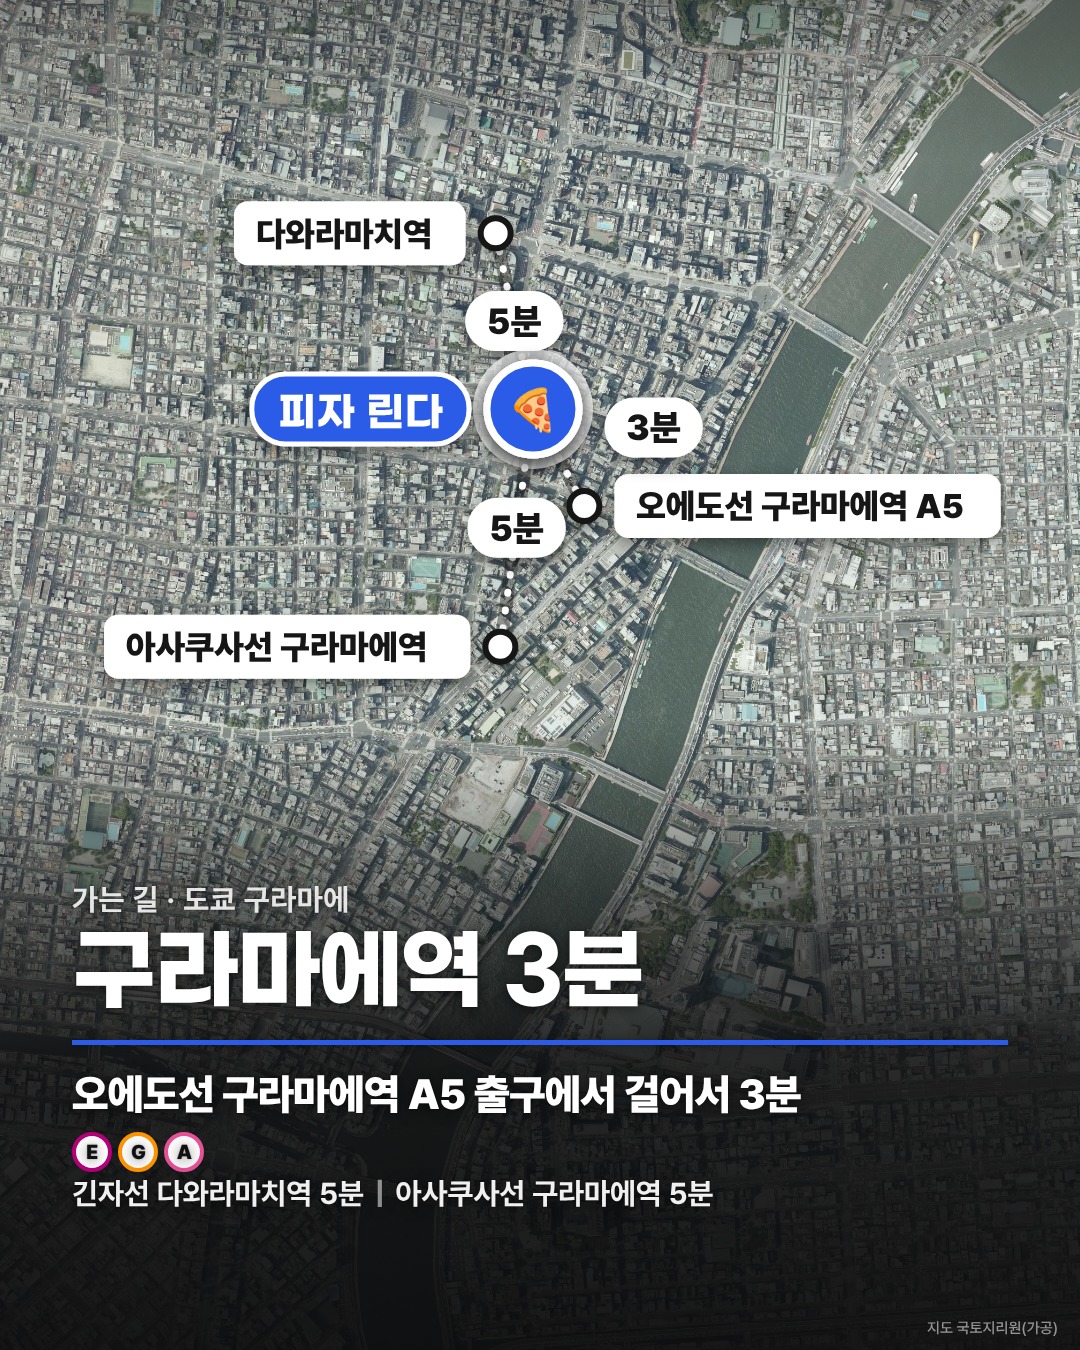 다와라마치역
5분
피자 린다
3분
오에도선 구라마에역 A5
5분
아사쿠사선 구라마에역
가는 길 · 도쿄 구라마에
구라마에역 3분
오에도선 구라마에역 A5 출구에서 걸어서 3분
E G A
긴자선 다와라마치역 5분 | 아사쿠사선 구라마에역 5분
지도 국토지리원(가공)